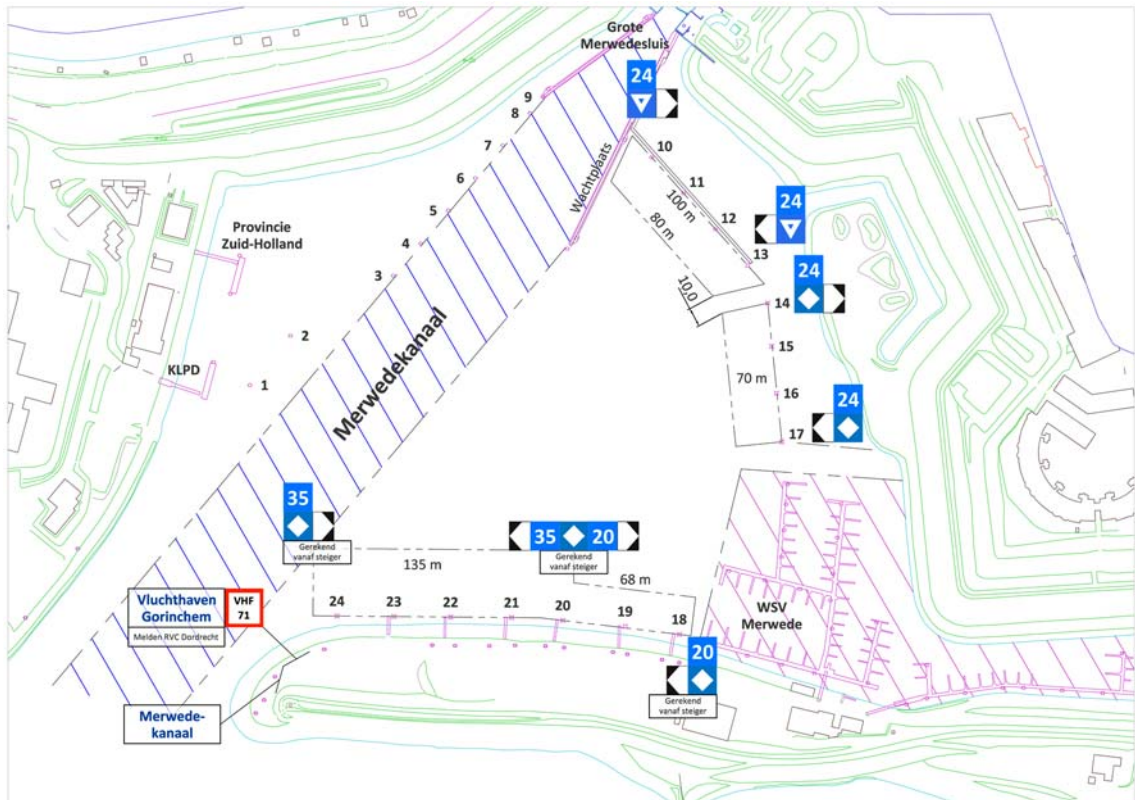 Grote
Merwedesluis
24
9
8
7
6
5
4
3
2
1
Wachtplaats
10
11
12
13
100 m
80 m
10,0
24
24
14
15
16
17
70 m
24
Provincie
Zuid-Holland
KLPD
Merwedekanaal
35
Gerekend
vanaf steiger
35 20
Gerekend
vanaf steiger
135 m
68 m
24
23
22
21
20
19
18
WSV
Merwede
20
Gerekend
vanaf steiger
Vluchthaven
Gorinchem
VHF
71
Melden RVC Dordrecht
Merwede-
kanaal